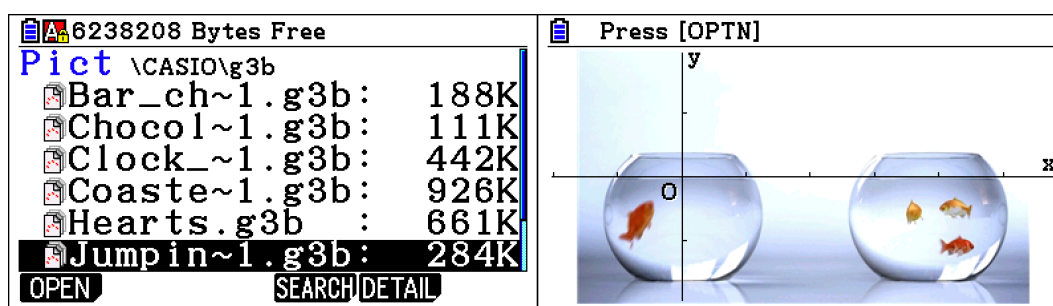 6238208 Bytes Free
Pict \CASIO\g3b
Bar_ch~1.g3b: 188K
Chocol~1.g3b: 111K
Clock_~1.g3b: 442K
Coaste~1.g3b: 926K
Hearts.g3b : 661K
Jumpin~1.g3b: 284K
OPEN SEARCH DETAIL
Press [OPTN]
y
x
O